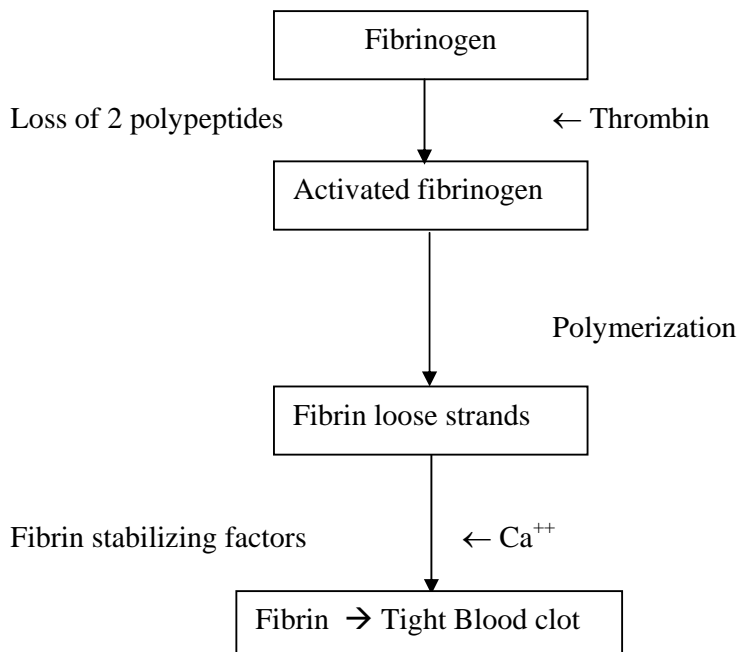 Fibrinogen
Loss of 2 polypeptides ← Thrombin
Activated fibrinogen
Polymerization
Fibrin loose strands
Fibrin stabilizing factors ← Ca⁺⁺
Fibrin → Tight Blood clot